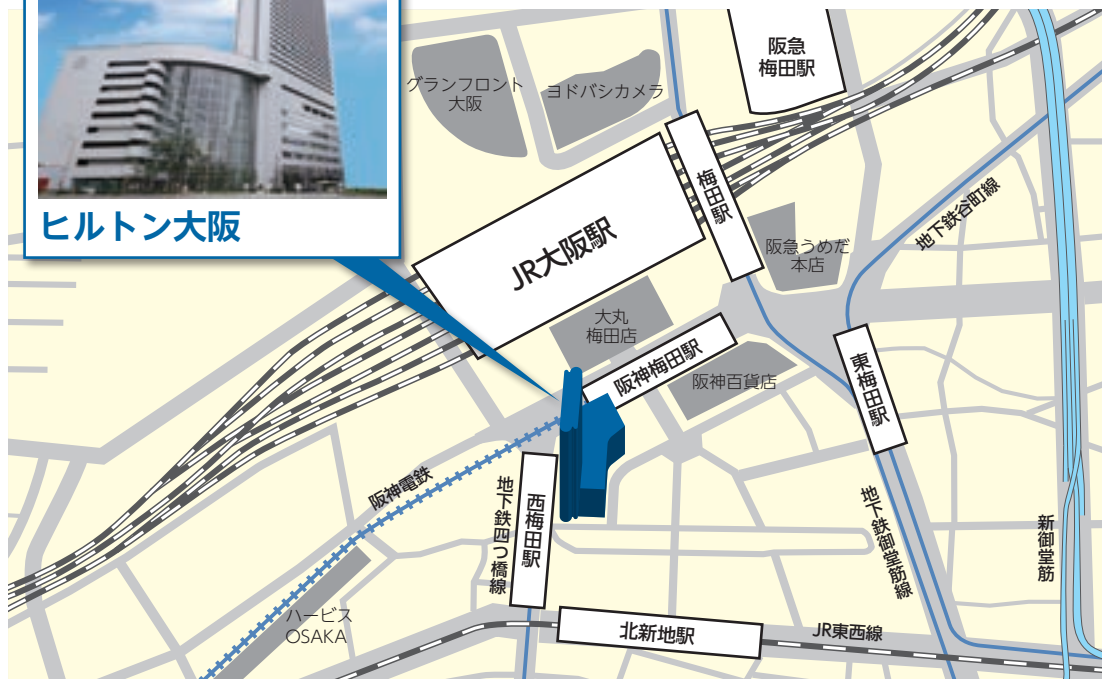 ヒルトン大阪
グランフロント
大阪
ヨドバシカメラ
阪急
梅田駅
梅田駅
JR大阪駅
阪急うめだ
本店
地下鉄谷町線
大丸
梅田店
阪神梅田駅
阪神百貨店
東梅田駅
阪神電鉄
地下鉄四つ橋線
西梅田駅
地下鉄御堂筋線
新御堂筋
ハービス
OSAKA
北新地駅
JR東西線